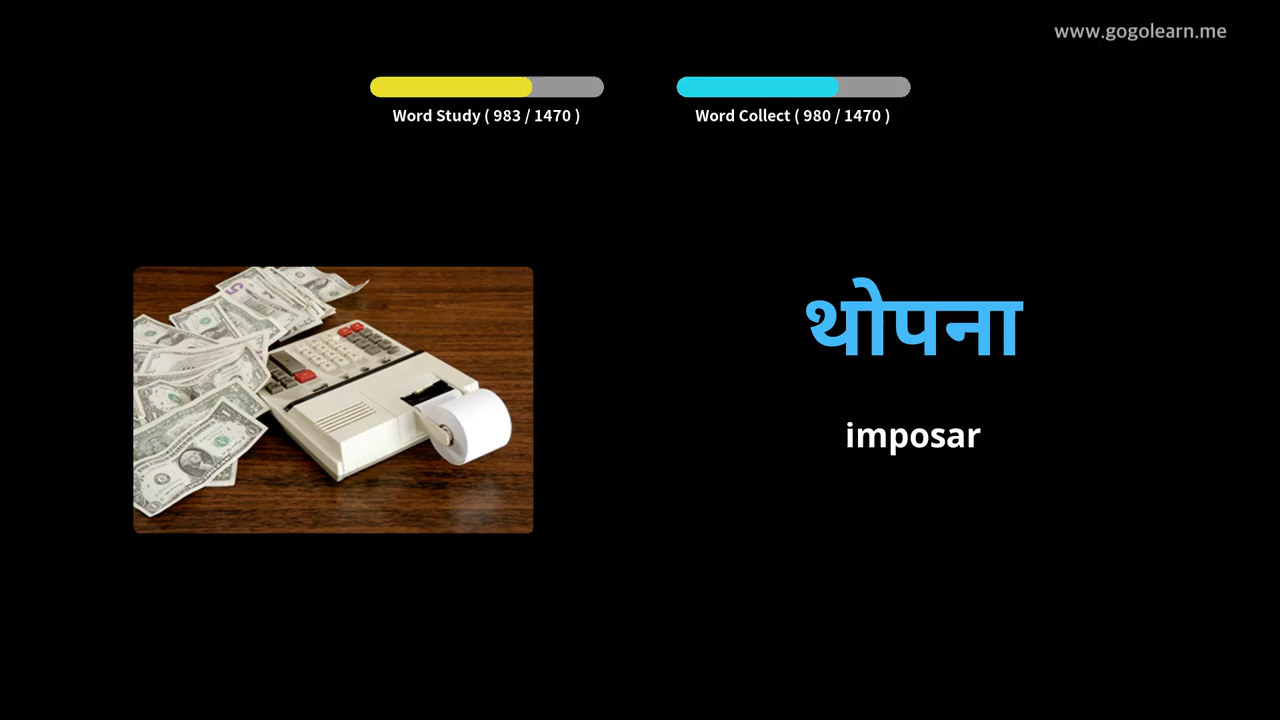 www.gogolearn.me
Word Study ( 983 / 1470 )
Word Collect ( 980 / 1470 )
थोपना
imposar